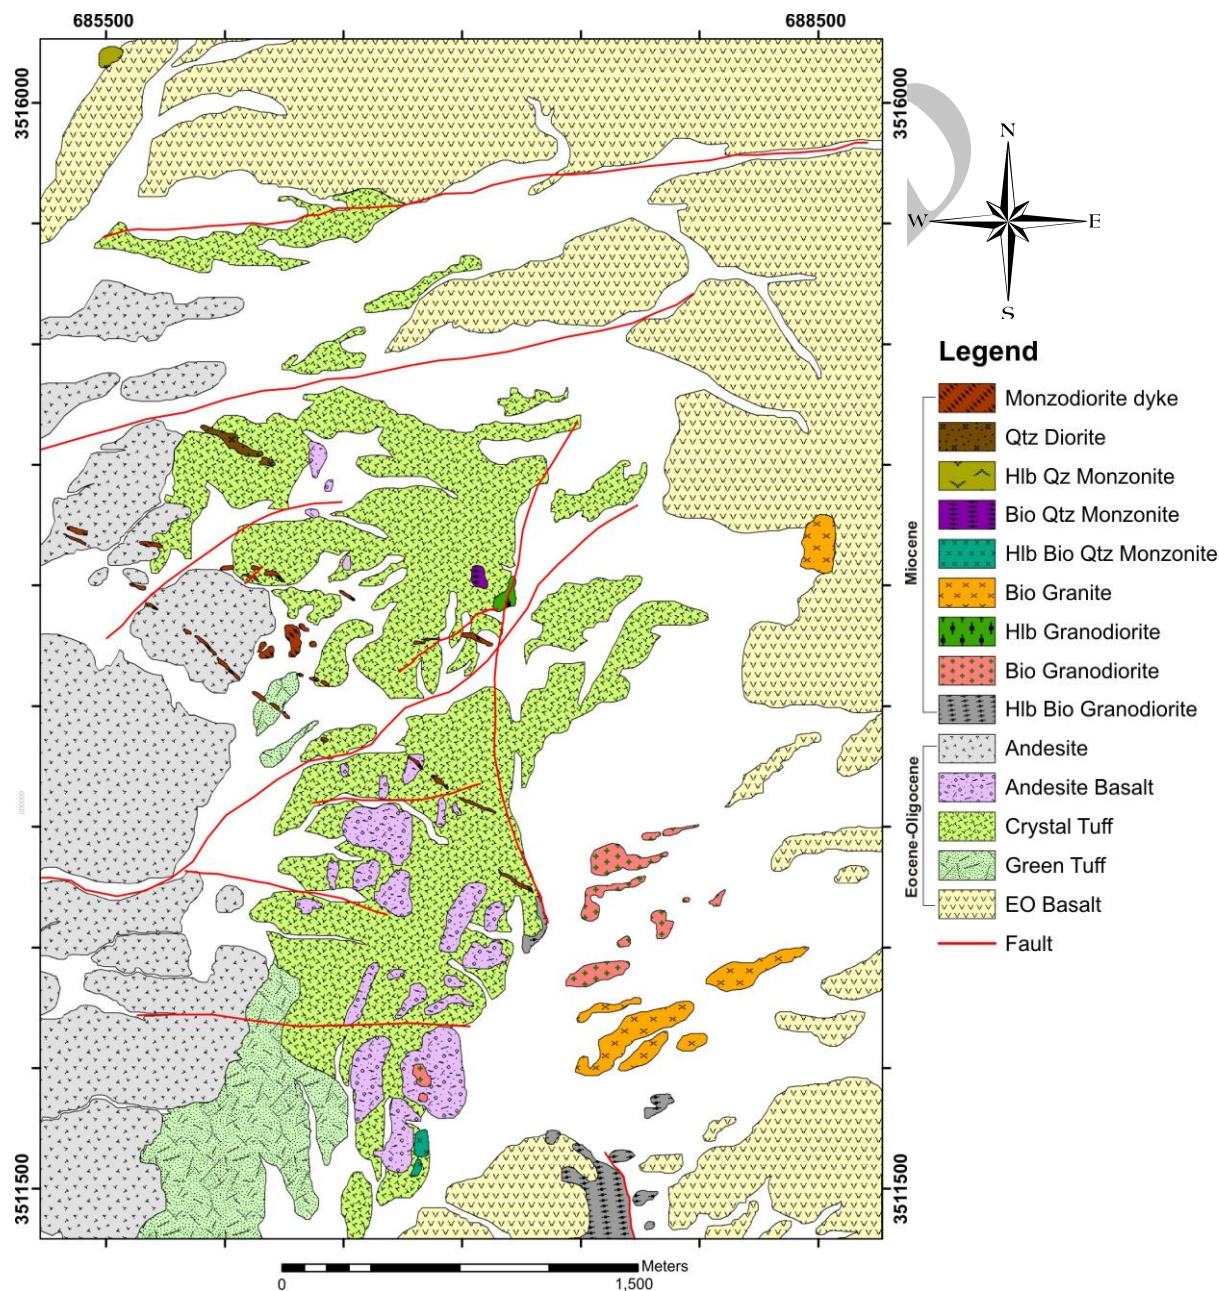 685500
688500
3516000
3516000
N
W
E
S
Legend
Miocene
Monzodiorite dyke
Qtz Diorite
Hlb Qz Monzonite
Bio Qtz Monzonite
Hlb Bio Qtz Monzonite
Bio Granite
Hlb Granodiorite
Bio Granodiorite
Hlb Bio Granodiorite
Eocene-Oligocene
Andesite
Andesite Basalt
Crystal Tuff
Green Tuff
EO Basalt
Fault
3511500
3511500
Meters
0
1,500